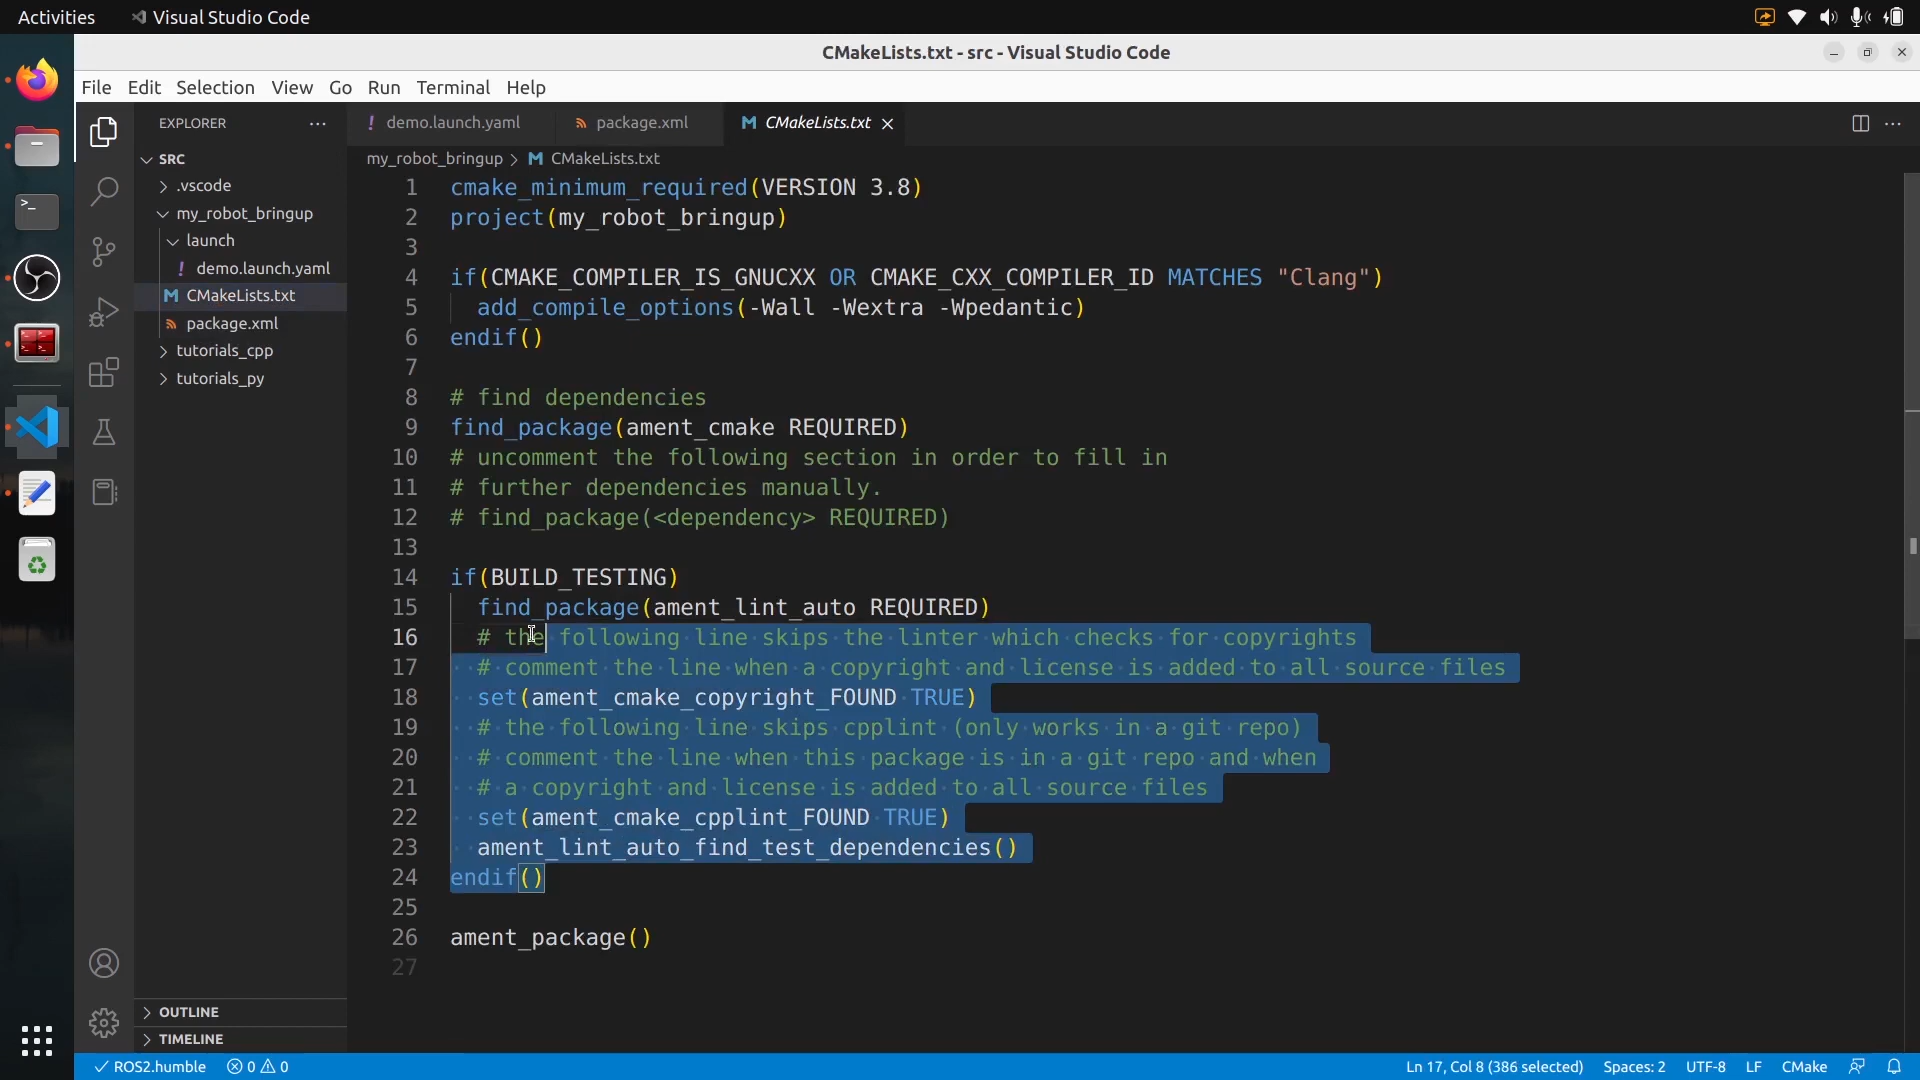 Activities
Visual Studio Code
CMakeLists.txt - src - Visual Studio Code
File Edit Selection View Go Run Terminal Help
EXPLORER
SRC
.vscode
my_robot_bringup
launch
demo.launch.yaml
CMakeLists.txt
package.xml
tutorials_cpp
tutorials_py
OUTLINE
TIMELINE
demo.launch.yaml
package.xml
CMakeLists.txt
my_robot_bringup > CMakeLists.txt
1 cmake_minimum_required(VERSION 3.8)
2 project(my_robot_bringup)
3
4 if(CMAKE_COMPILER_IS_GNUCXX OR CMAKE_CXX_COMPILER_ID MATCHES "Clang")
5 add_compile_options(-Wall -Wextra -Wpedantic)
6 endif()
7
8 # find dependencies
9 find_package(ament_cmake REQUIRED)
10 # uncomment the following section in order to fill in
11 # further dependencies manually.
12 # find_package(<dependency> REQUIRED)
13
14 if(BUILD_TESTING)
15 find_package(ament_lint_auto REQUIRED)
16 # the following line skips the linter which checks for copyrights
17 # comment the line when a copyright and license is added to all source files
18 set(ament_cmake_copyright_FOUND TRUE)
19 # the following line skips cpplint (only works in a git repo)
20 # comment the line when this package is in a git repo and when
21 # a copyright and license is added to all source files
22 set(ament_cmake_cpplint_FOUND TRUE)
23 ament_lint_auto_find_test_dependencies()
24 endif()
25
26 ament_package()
27
ROS2.humble 0 0 Ln 17, Col 8 (386 selected) Spaces: 2 UTF-8 LF CMake